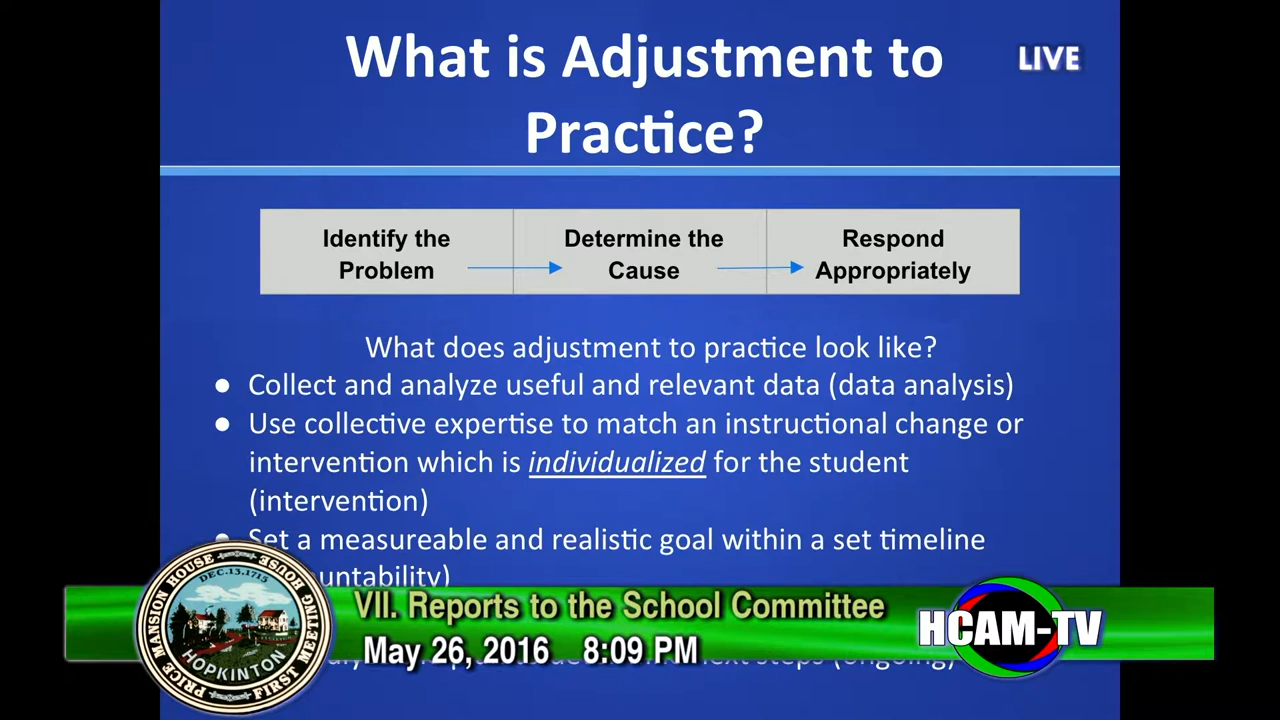 What is Adjustment to
LIVE
Practice?
Identify the
Problem
Determine the
Cause
Respond
Appropriately
What does adjustment to practice look like?
● Collect and analyze useful and relevant data (data analysis)
● Use collective expertise to match an instructional change or
intervention which is individualized for the student
(intervention)
● Set a measureable and realistic goal within a set timeline
untability)
VII. Reports to the School Committee
May 26, 2016 8:09 PM
HCAM-TV
PRICE MANSION HOUSE
FIRST MEETING HOUSE
DEC.13.1715
HOPKINTON
next steps (ongoing)